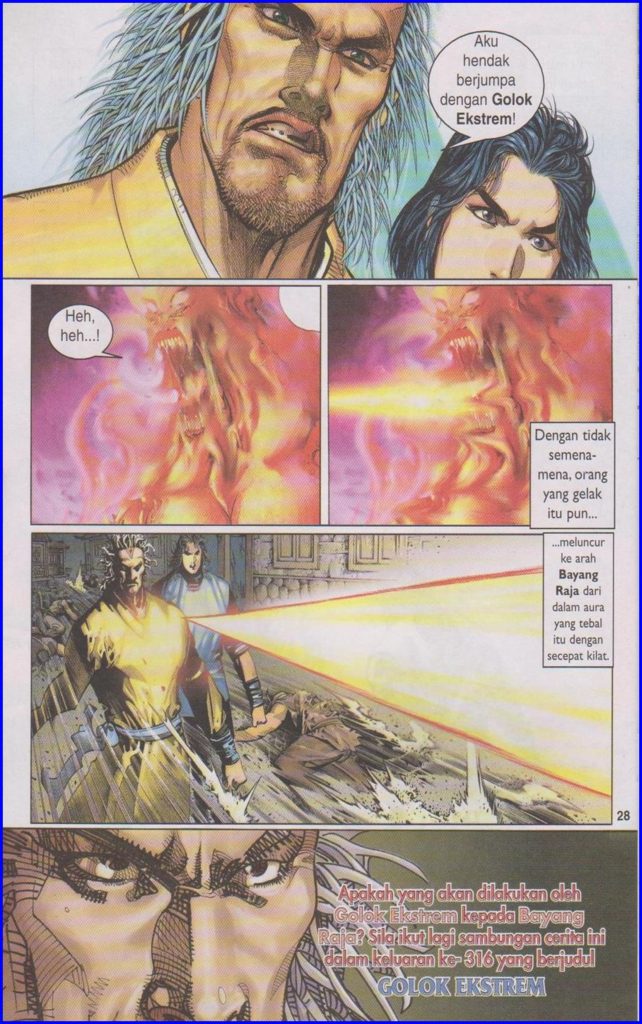 Aku
hendak
berjumpa
dengan Golok
Ekstrem!
Heh,
heh...!
Dengan tidak
semena-
mena, orang
yang gelak
itu pun...
...meluncur
ke arah
Bayang
Raja dari
dalam aura
yang tebal
itu dengan
secepat kilat.
28
Apakah yang akan dilakukan oleh
Golok Ekstrem kepada Bayang
Raja? Sila ikut lagi sambungan cerita ini
dalam keluaran ke- 316 yang berjudul
GOLOK EKSTREM